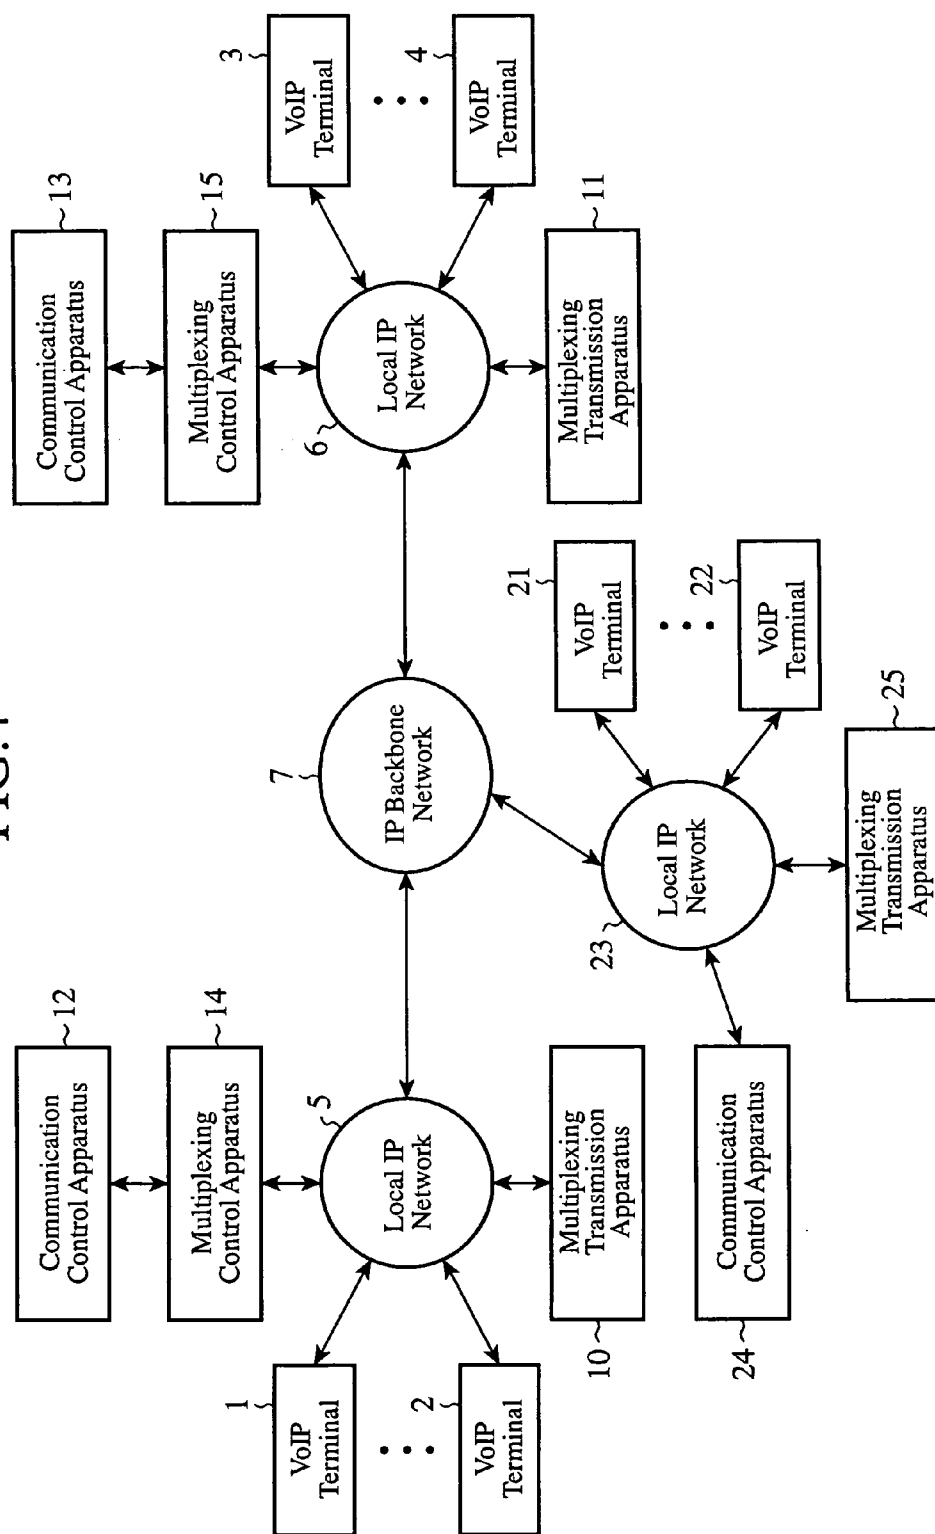 FIG.
Communication
Control Apparatus
12
Communication
Control Apparatus
13
Multiplexing
Control Apparatus
14
Multiplexing
Control Apparatus
15
1
VoIP
Terminal
2
VoIP
Terminal
5
Local IP
Network
7
IP Backbone
Network
6
Local IP
Network
3
VoIP
Terminal
4
VoIP
Terminal
10
Multiplexing
Transmission
Apparatus
11
Multiplexing
Transmission
Apparatus
21
VoIP
Terminal
22
VoIP
Terminal
23
Local IP
Network
24
Communication
Control Apparatus
25
Multiplexing
Transmission
Apparatus